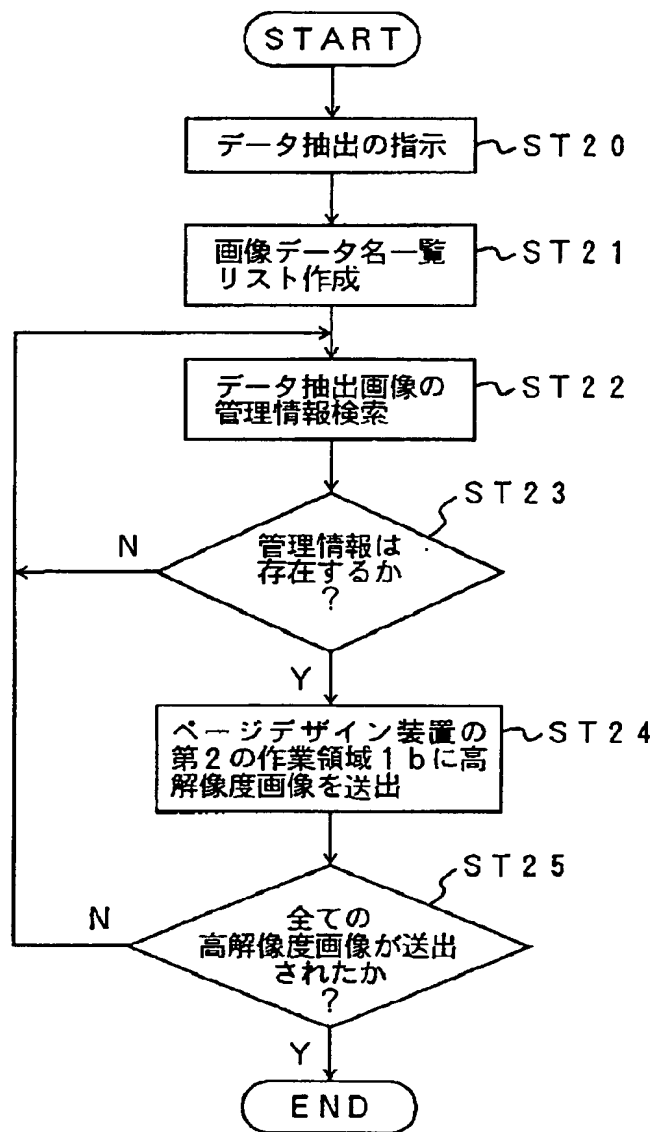 START
データ抽出の指示
ST20
画像データ名一覧
リスト作成
ST21
データ抽出画像の
管理情報検索
ST22
ST23
N
管理情報は
存在するか
?
Y
ページデザイン装置の
第2の作業領域1bに高
解像度画像を送出
ST24
ST25
N
全ての
高解像度画像が送出
されたか
?
Y
END